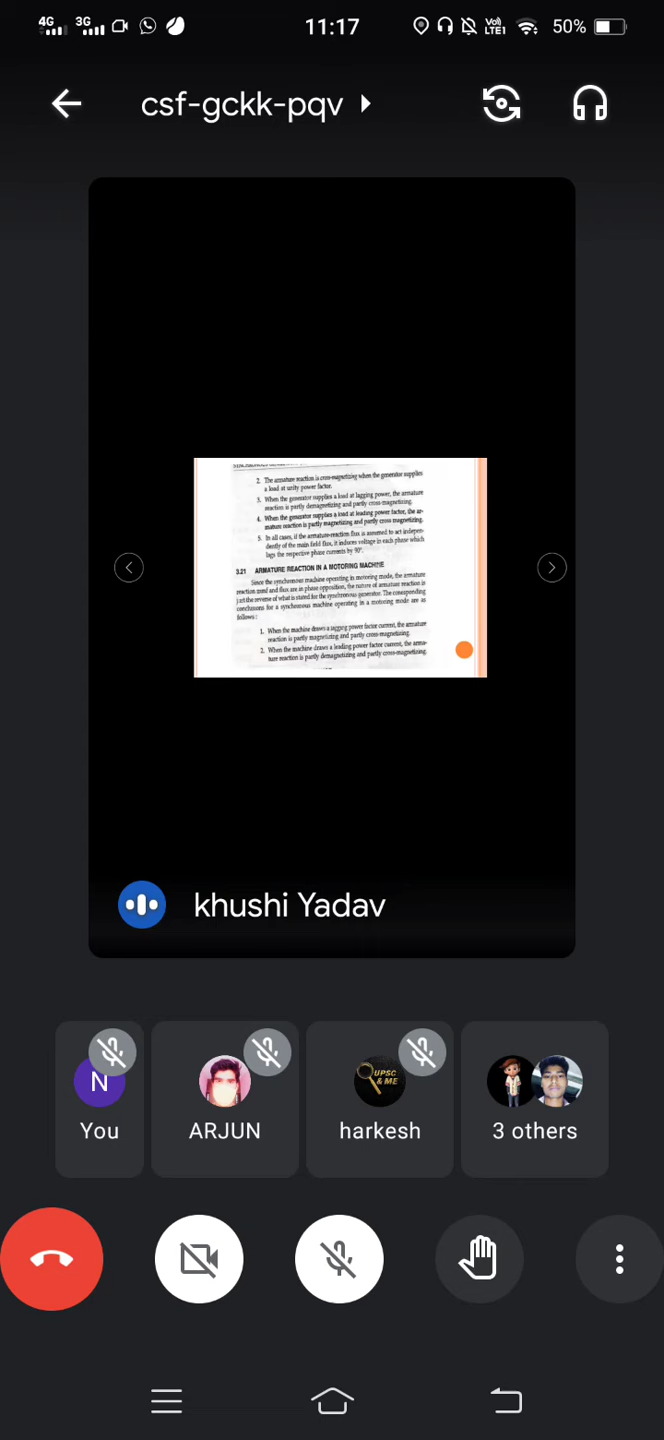 4G 3G 11:17 Vo) LTE1 50%
csf-gckk-pqv
2. The armature reaction is cross-magnetizing when the generator supplies
a load at unity power factor.
3. When the generator supplies a load at lagging power, the armature
reaction is partly demagnetizing and partly cross-magnetizing.
4. When the generator supplies a load at leading power factor, the ar-
mature reaction is partly magnetizing and partly cross magnetizing.
5. In all cases, if the armature-reaction flux is assumed to act indepen-
dently of the main field flux, it induces voltage in each phase which
lags the respective phase currents by 90°.
3.21 ARMATURE REACTION IN A MOTORING MACHINE
Since the synchronous machine operating in motoring mode, the armature
reaction and flux are in phase opposition, the nature of armature reaction is
just the reverse of what is stated for the synchronous generator. The
conclusions for a synchronous machine operating in a motoring mode are as
follows:
1. When the machine draws a lagging power factor current, the armature
reaction is partly magnetizing and partly cross-magnetizing.
2. When the machine draws a leading power factor current, the arma-
ture reaction is partly demagnetizing and partly cross-magnetizing.
khushi Yadav
N
UPSC
& ME
You
ARJUN
harkesh
3 others